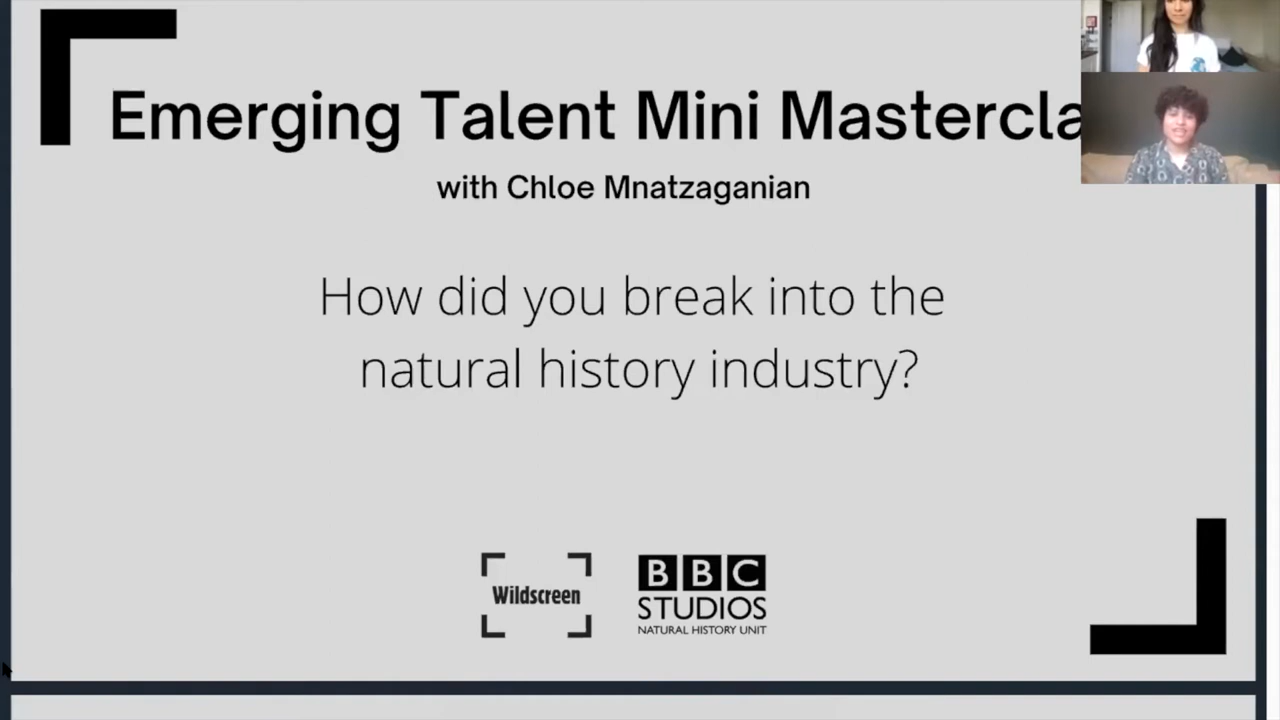 Emerging Talent Mini Mastercla
with Chloe Mnatzaganian
How did you break into the
natural history industry?
Wildscreen
BBC
STUDIOS
NATURAL HISTORY UNIT